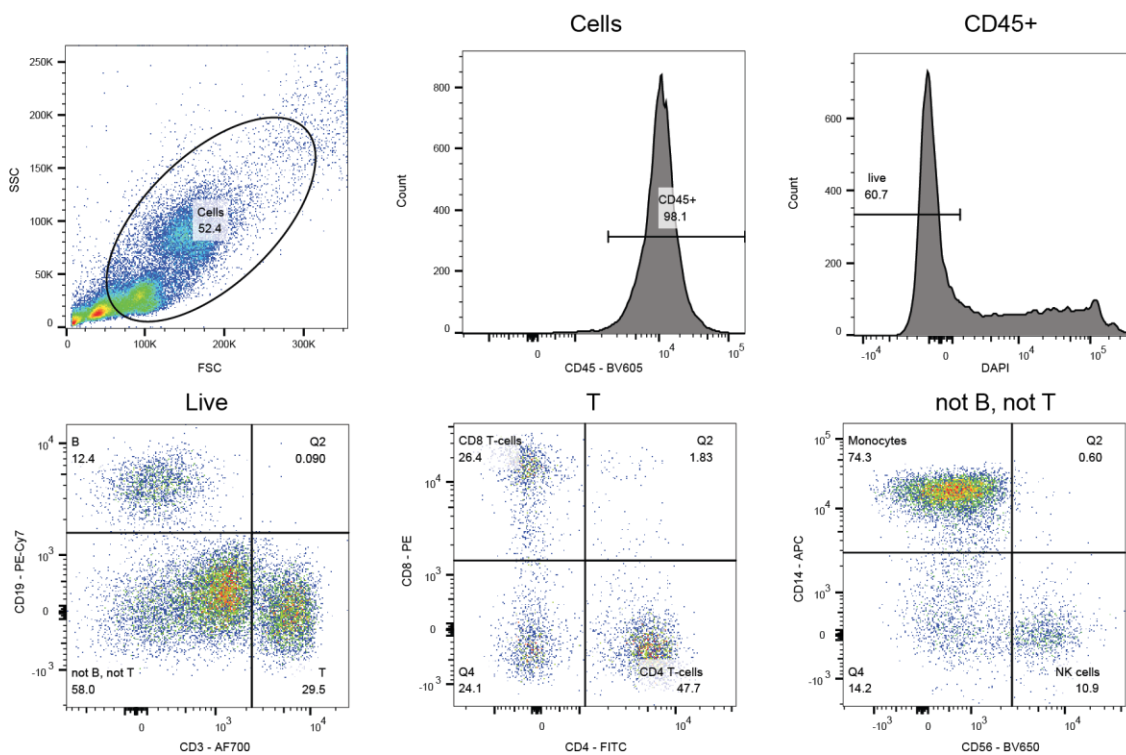 Cells
CD45+
250K
200K
150K
100K
50K
0
SSC
Cells
52.4
0
100K
200K
300K
FSC
800
600
400
200
0
Count
CD45+
98.1
0
10^4
10^5
CD45 - BV605
800
600
400
200
0
Count
live
60.7
-10^4
0
10^4
10^5
DAPI
Live
T
not B, not T
B
12.4
Q2
0.090
10^4
10^3
0
-10^3
CD19 - PE-Cy7
not B, not T
58.0
T
29.5
0
10^3
10^4
CD3 - AF700
CD8 T-cells
26.4
Q2
1.83
10^4
10^3
0
-10^3
CD8 - PE
Q4
24.1
CD4 T-cells
47.7
0
10^4
CD4 - FITC
Monocytes
74.3
Q2
0.60
10^5
10^4
10^3
0
-10^3
CD14 - APC
Q4
14.2
NK cells
10.9
-10^3
0
10^3
10^4
CD56 - BV650